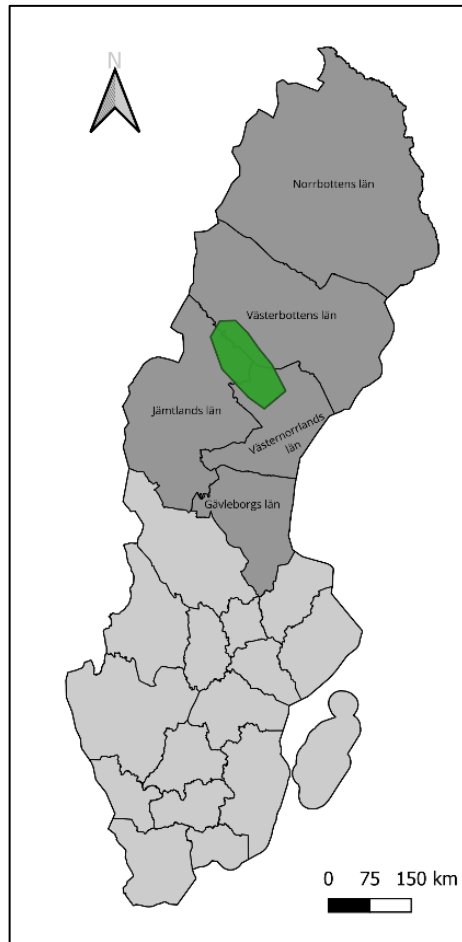 N
Norrbottens län
Västerbottens län
Jämtlands län
Västernorrlands
län
Gävleborgs län
0 75 150 km